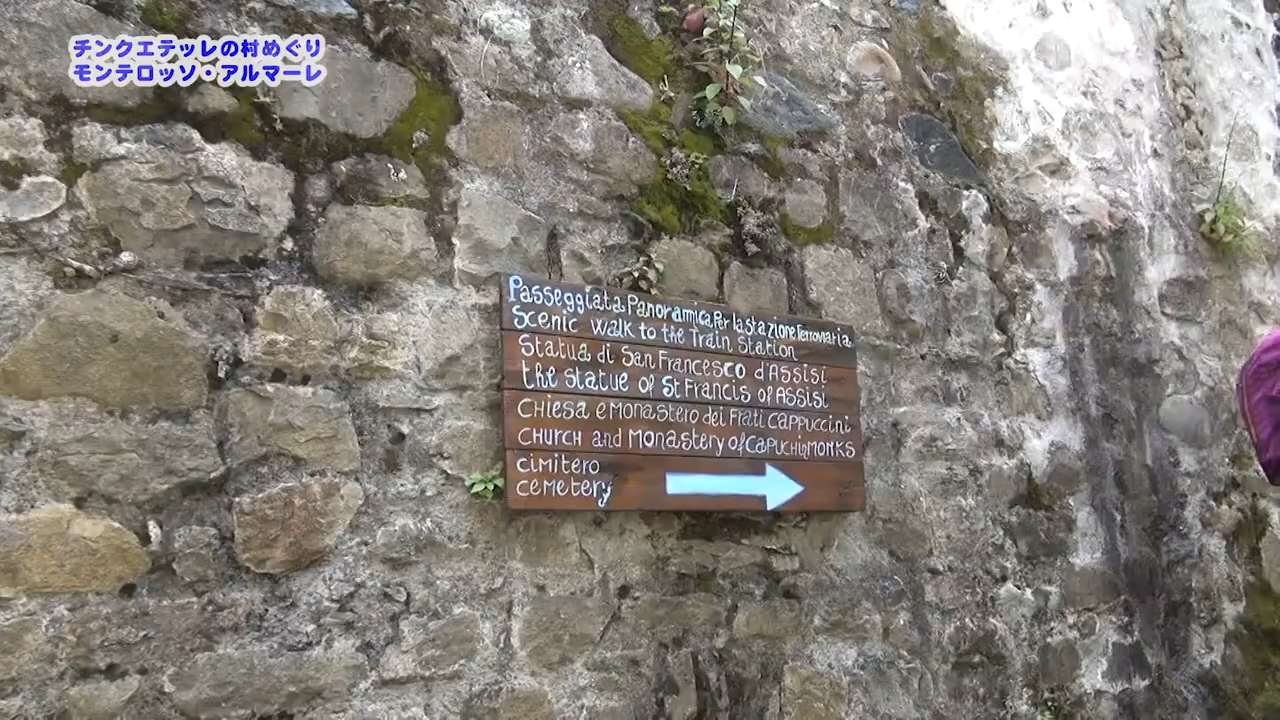 チンクエテッレの村めぐり
モンテロッソ・アルマーレ
Passeggiata Panoramica Per la stazione Ferroviaria
Scenic walk to the Train Station
Statua di San Francesco d'Assisi
the statue of St Francis of Assisi
CHiesa e Monastero dei Frati CAPPuccini
CHURCH and Monastery of CAPUCHin MONKS
cimitero
cemetery